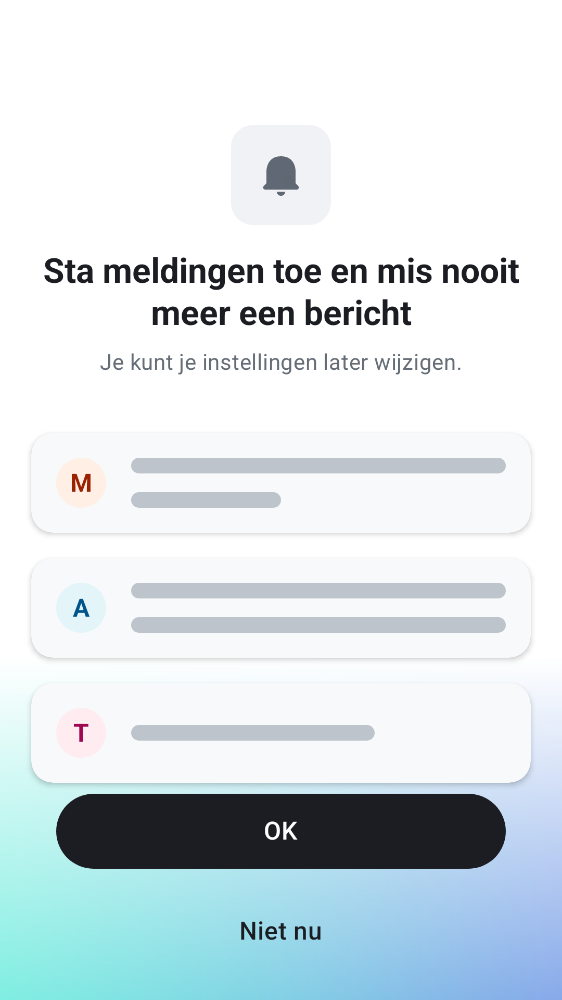 Sta meldingen toe en mis nooit
meer een bericht
Je kunt je instellingen later wijzigen.
M
A
T
OK
Niet nu